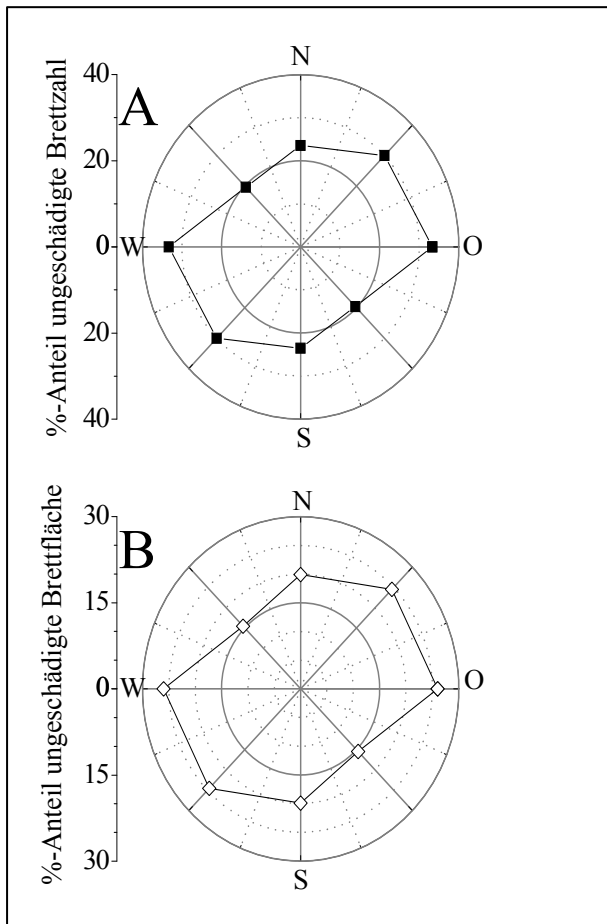 %-Anteil ungeschädigte Brettzahl
A
40
20
0
20
40
N
W
O
S
%-Anteil ungeschädigte Brettfläche
B
30
15
0
15
30
N
W
O
S